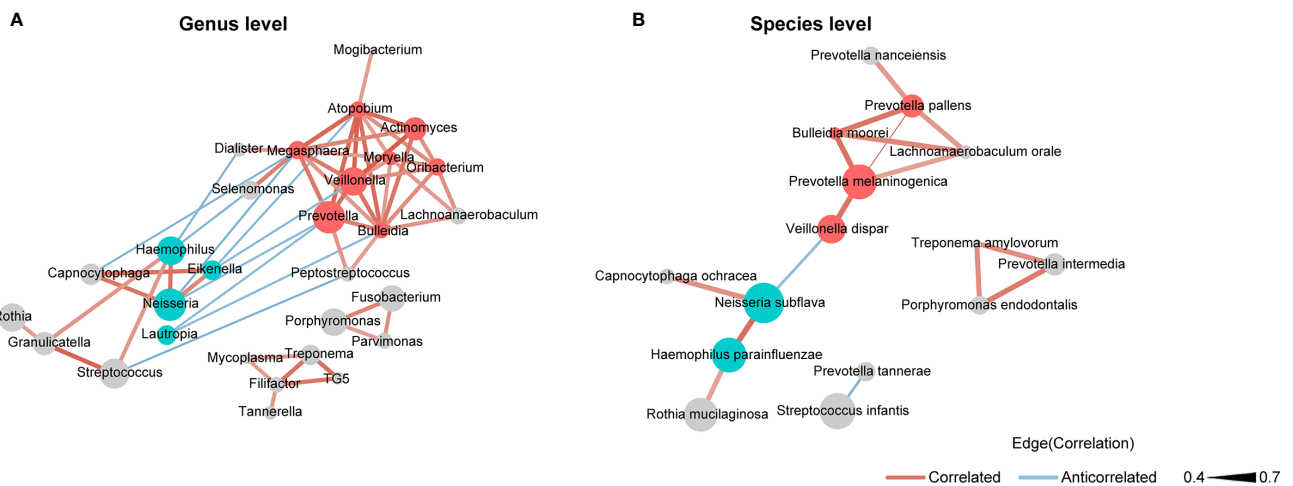 A
Genus level
Mogibacterium
Atopobium
Actinomyces
Dialister
Megasphaera
Moryella
Oribacterium
Selenomonas
Veillonella
Prevotella
Lachnoanaerobaculum
Bulleidia
Haemophilus
Capnocytophaga
Eikenella
Peptostreptococcus
Neisseria
Fusobacterium
Rothia
Porphyromonas
Lautropia
Granulicatella
Parvimonas
Mycoplasma
Treponema
Streptococcus
Filifactor
TG5
Tannerella
B
Species level
Prevotella nanceiensis
Prevotella pallens
Bulleidia moorei
Lachnoanaerobaculum orale
Prevotella melaninogenica
Veillonella dispar
Treponema amylovorum
Prevotella intermedia
Capnocytophaga ochracea
Neisseria subflava
Porphyromonas endodontalis
Haemophilus parainfluenzae
Prevotella tannerae
Rothia mucilaginosa
Streptococcus infantis
Edge(Correlation)
Correlated
Anticorrelated
0.4
0.7